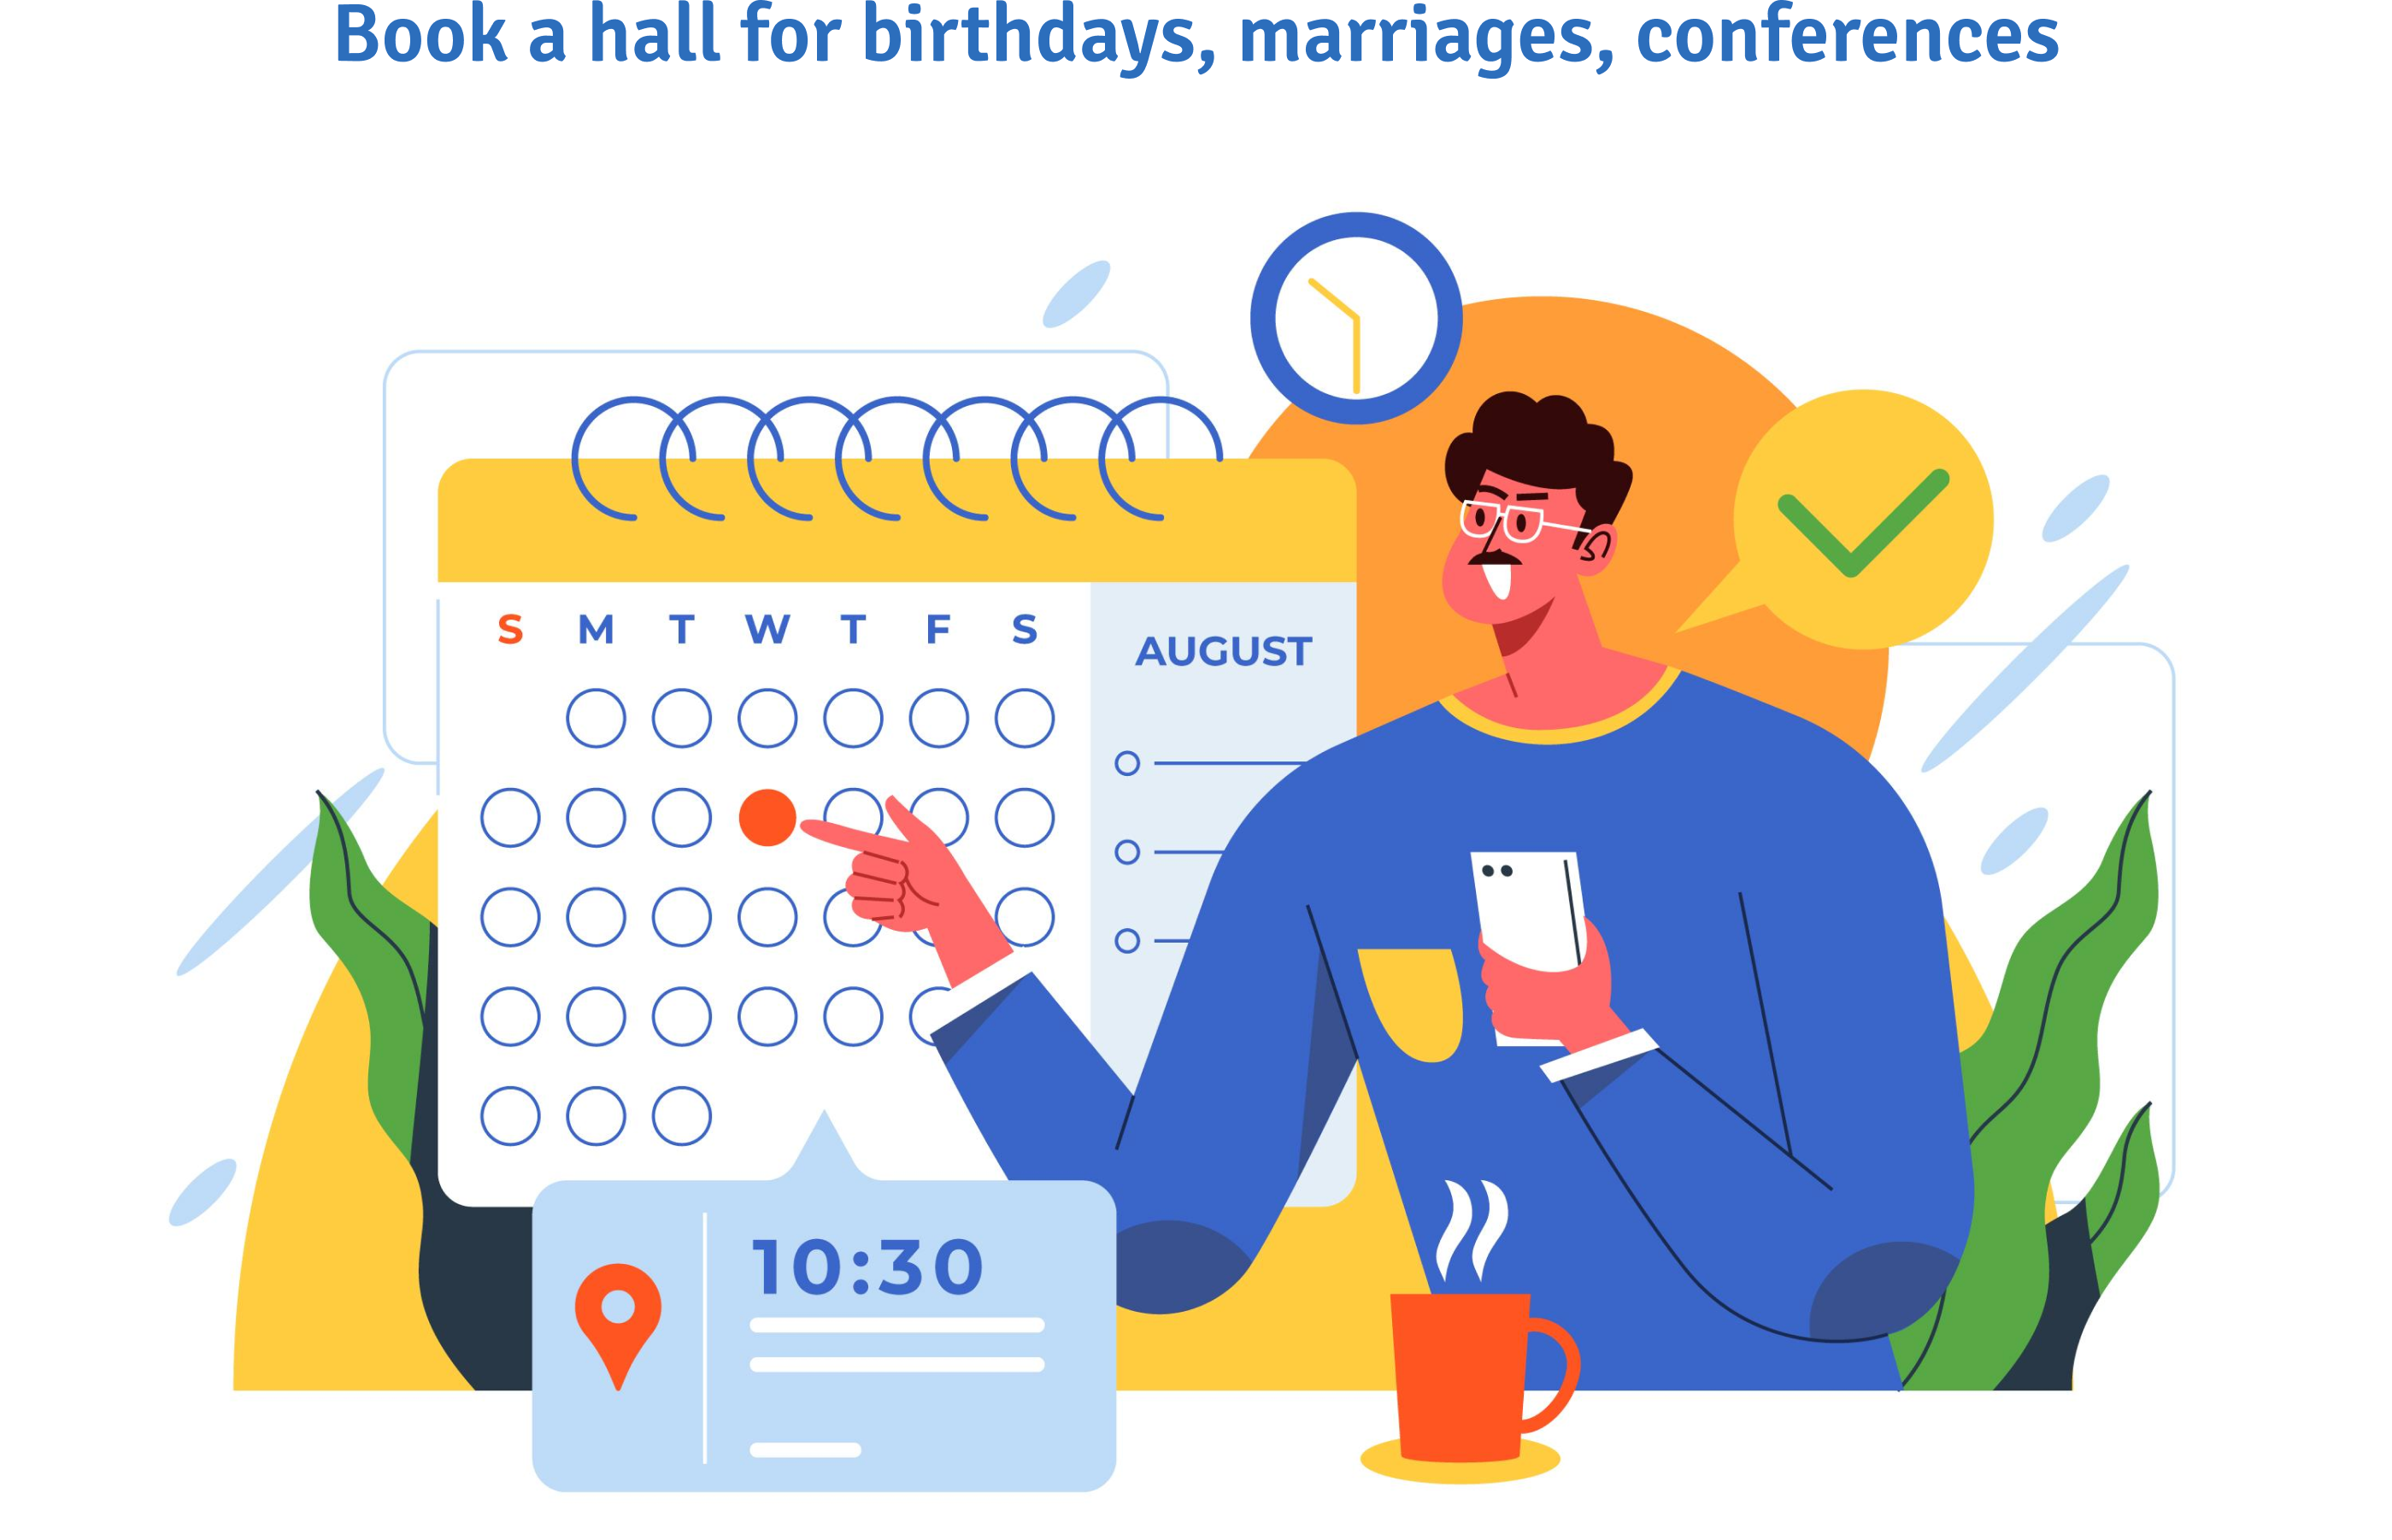 Book a hall for birthdays, marriages, conferences
S M T W T F S
AUGUST
10:30